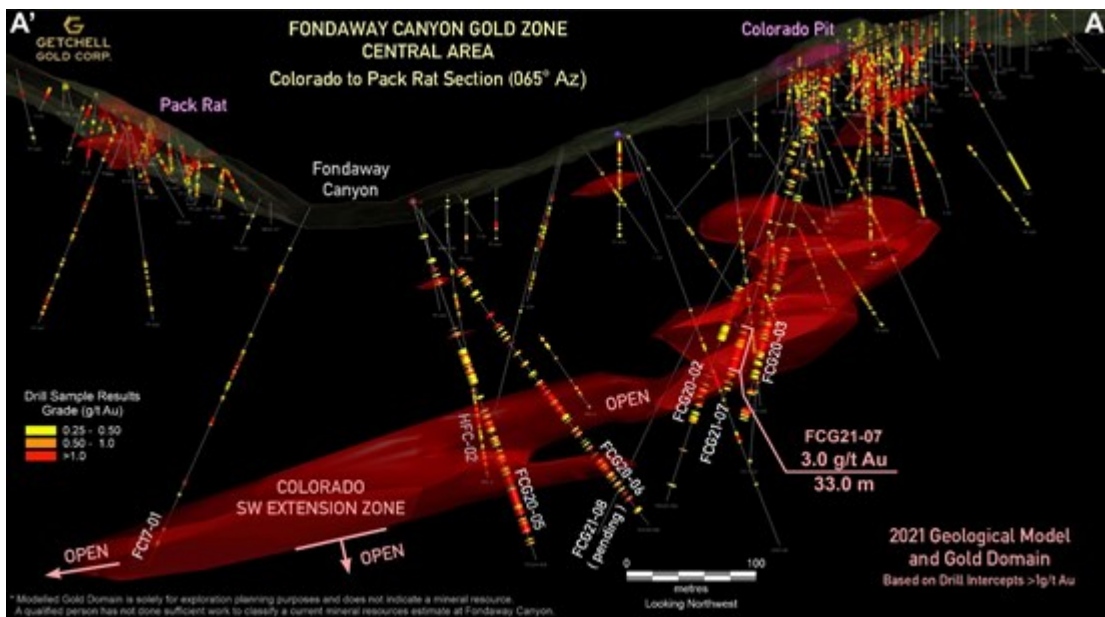 A'
GETCHELL
GOLD CORP.
FONDAWAY CANYON GOLD ZONE
CENTRAL AREA
Colorado to Pack Rat Section (065° Az)
Colorado Pit
A
Pack Rat
Fondaway
Canyon
Drill Sample Results
Grade (g/t Au)
0.25 - 0.50
0.50 - 1.0
>1.0
FC17-01
HFC-02
FCG20-05
FCG20-06
FCG21-08
(pending)
FCG20-02
FCG21-07
FCG20-03
OPEN
FCG21-07
3.0 g/t Au
33.0 m
COLORADO
SW EXTENSION ZONE
OPEN
OPEN
0
100
metres
Looking Northwest
2021 Geological Model
and Gold Domain
Based on Drill Intercepts >1g/t Au
* Modelled Gold Domain is solely for exploration planning purposes and does not indicate a mineral resource.
A qualified person has not done sufficient work to classify a current mineral resources estimate at Fondaway Canyon.